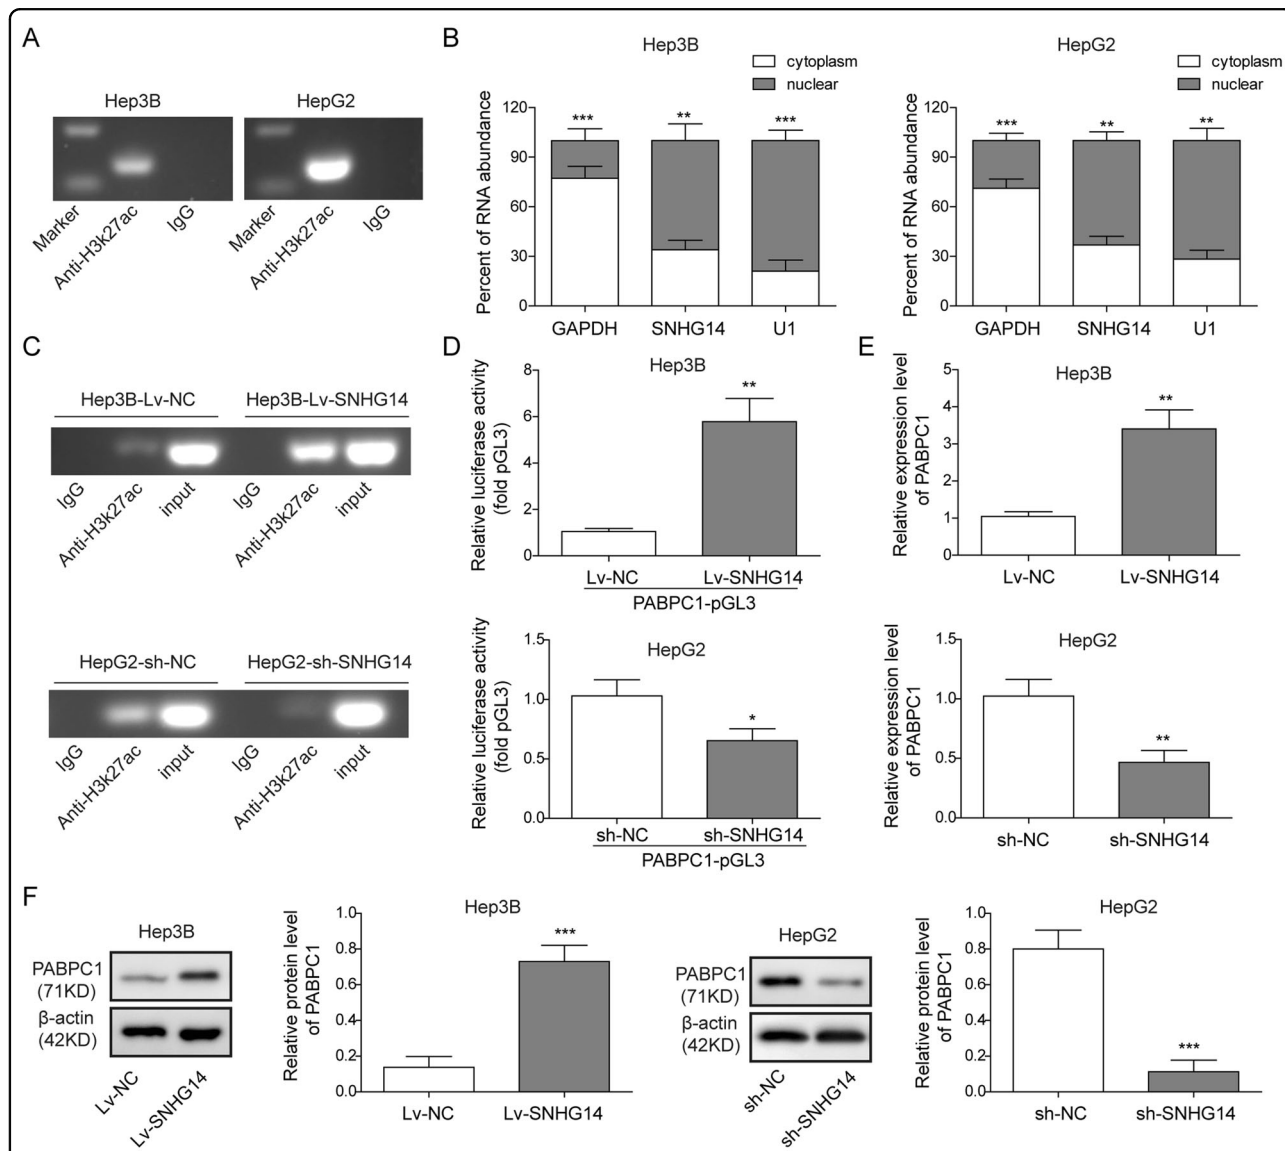 A
Hep3B
HepG2
Marker
Anti-H3k27ac
IgG
Marker
Anti-H3k27ac
IgG
B
Hep3B
cytoplasm
nuclear
Percent of RNA abundance
120
90
60
30
0
***
**
***
GAPDH
SNHG14
U1
HepG2
cytoplasm
nuclear
Percent of RNA abundance
120
90
60
30
0
***
**
**
GAPDH
SNHG14
U1
C
Hep3B-Lv-NC
Hep3B-Lv-SNHG14
IgG
Anti-H3k27ac
input
IgG
Anti-H3k27ac
input
HepG2-sh-NC
HepG2-sh-SNHG14
IgG
Anti-H3k27ac
input
IgG
Anti-H3k27ac
input
D
Hep3B
Relative luciferase activity
(fold pGL3)
8
6
4
2
0
**
Lv-NC
Lv-SNHG14
PABPC1-pGL3
HepG2
Relative luciferase activity
(fold pGL3)
1.5
1.0
0.5
0.0
*
sh-NC
sh-SNHG14
PABPC1-pGL3
E
Hep3B
Relative expression level
of PABPC1
5
4
3
2
1
0
**
Lv-NC
Lv-SNHG14
HepG2
Relative expression level
of PABPC1
1.5
1.0
0.5
0.0
**
sh-NC
sh-SNHG14
F
Hep3B
PABPC1
(71KD)
β-actin
(42KD)
Lv-NC
Lv-SNHG14
Hep3B
Relative protein level
of PABPC1
1.0
0.8
0.6
0.4
0.2
0.0
***
Lv-NC
Lv-SNHG14
HepG2
PABPC1
(71KD)
β-actin
(42KD)
sh-NC
sh-SNHG14
HepG2
Relative protein level
of PABPC1
1.0
0.8
0.6
0.4
0.2
0.0
***
sh-NC
sh-SNHG14